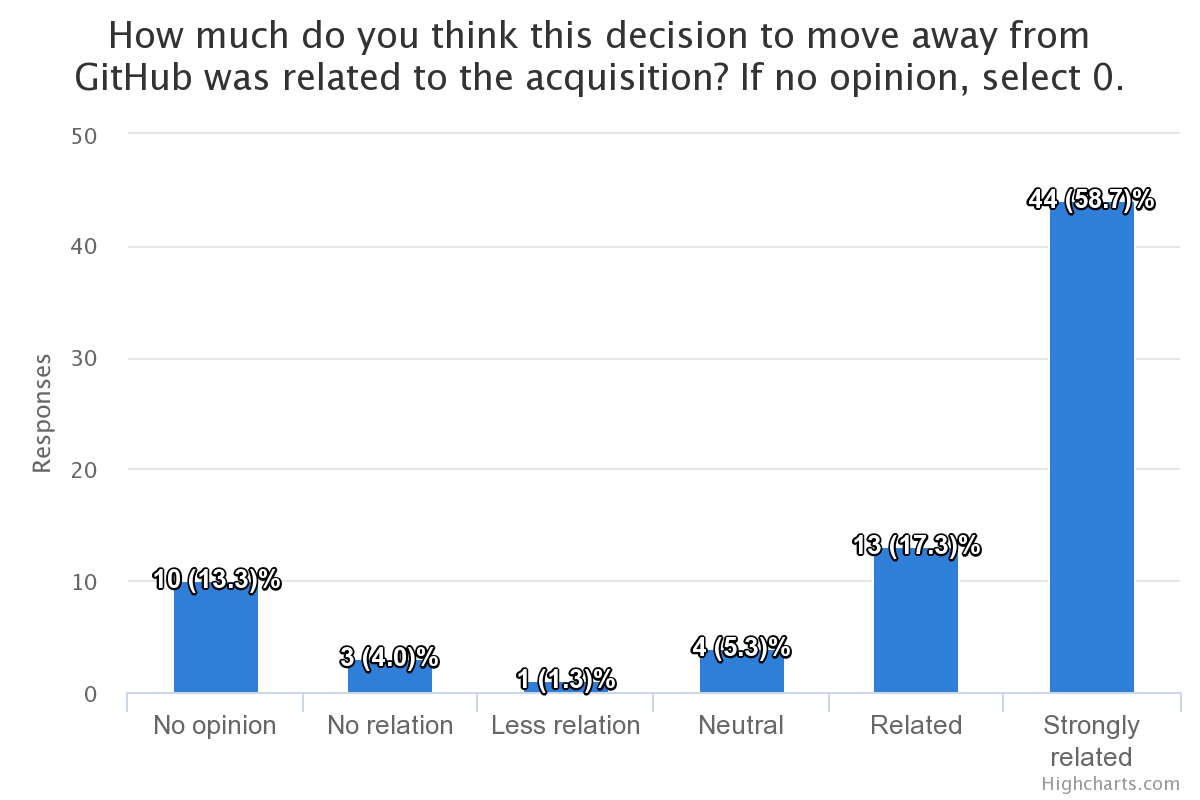 How much do you think this decision to move away from
GitHub was related to the acquisition? If no opinion, select 0.
50
40
30
20
10
0
Responses
10 (13.3)%
3 (4.0)%
1 (1.3)%
4 (5.3)%
13 (17.3)%
44 (58.7)%
No opinion
No relation
Less relation
Neutral
Related
Strongly
related
Highcharts.com